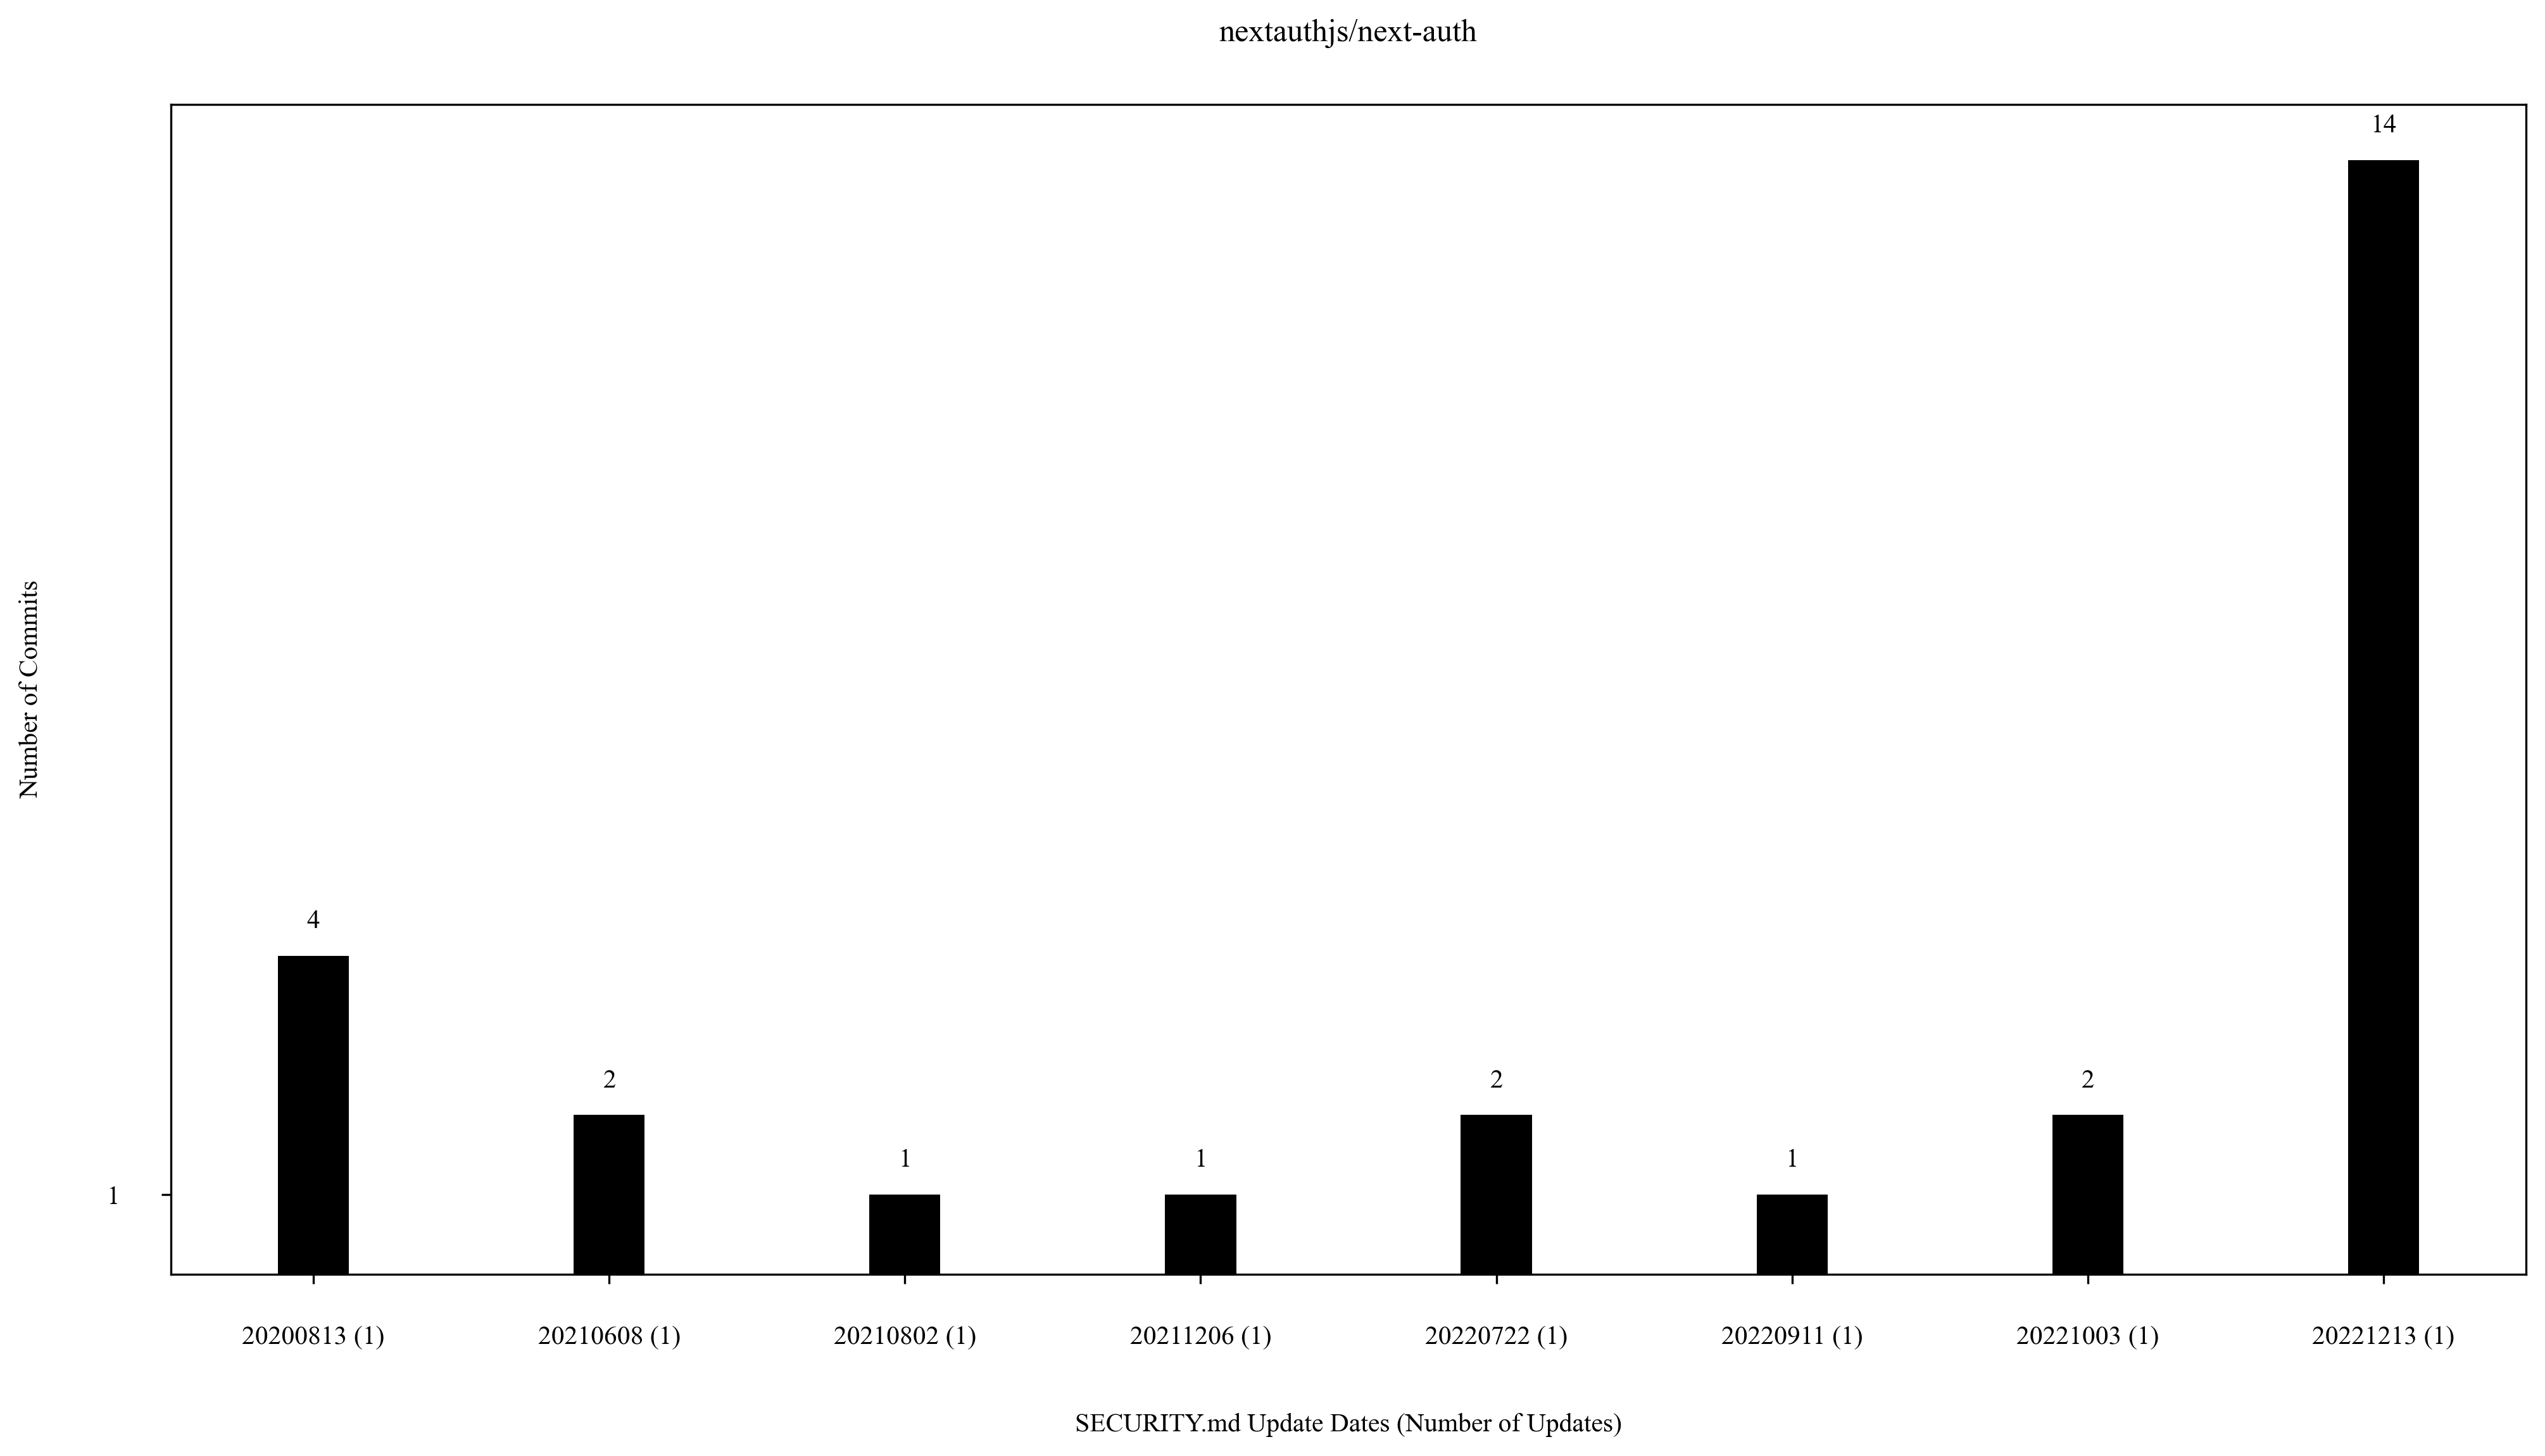 nextauthjs/next-auth
14
4
2
2
2
1
1
1
1
Number of Commits
20200813 (1) 20210608 (1) 20210802 (1) 20211206 (1) 20220722 (1) 20220911 (1) 20221003 (1) 20221213 (1)
SECURITY.md Update Dates (Number of Updates)